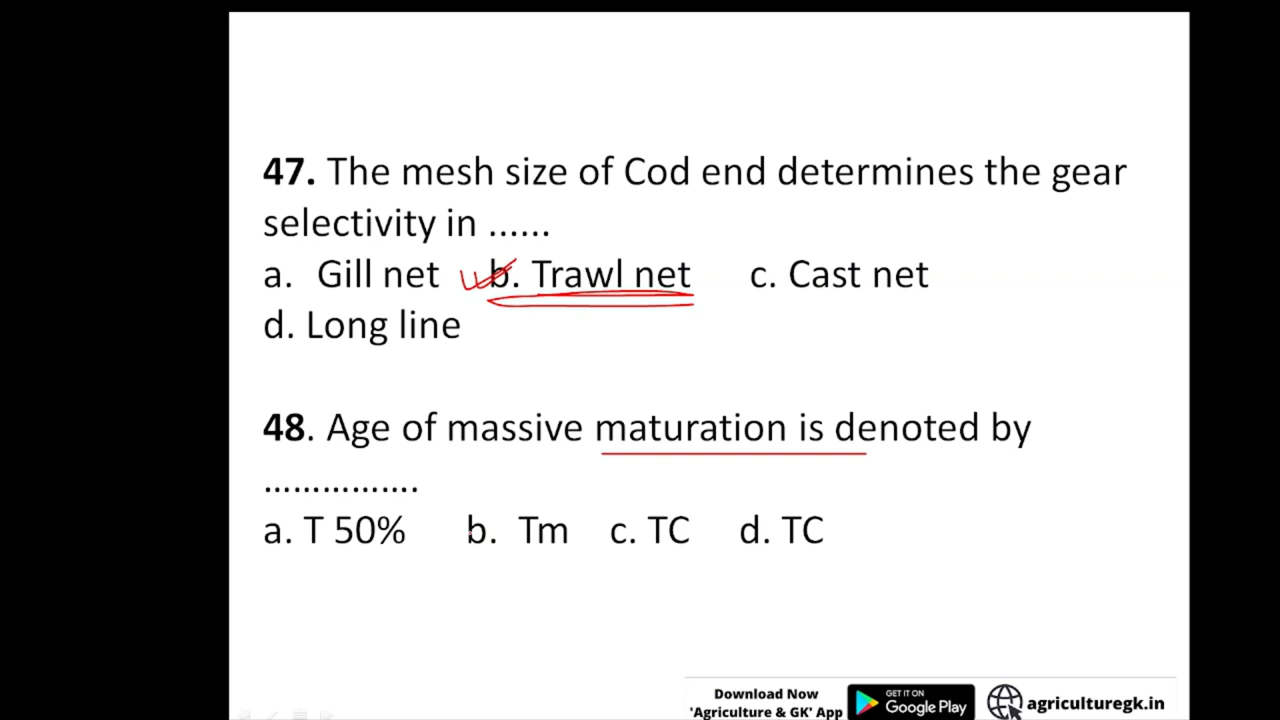 47. The mesh size of Cod end determines the gear
selectivity in ......
a. Gill net b. Trawl net c. Cast net
d. Long line
48. Age of massive maturation is denoted by
................
a. T 50% b. Tm c. TC d. TC
Download Now
'Agriculture & GK' App
GET IT ON
Google Play
agriculturegk.in